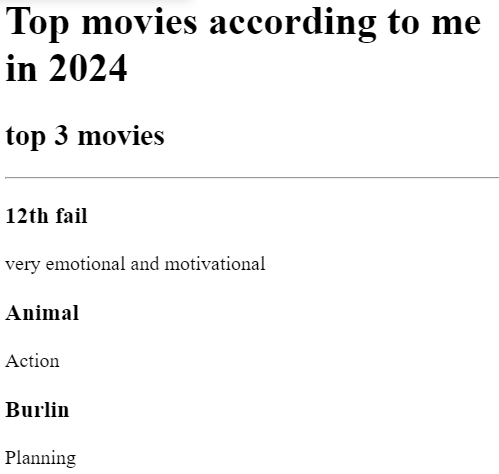 Top movies according to me
in 2024
top 3 movies
12th fail
very emotional and motivational
Animal
Action
Burlin
Planning